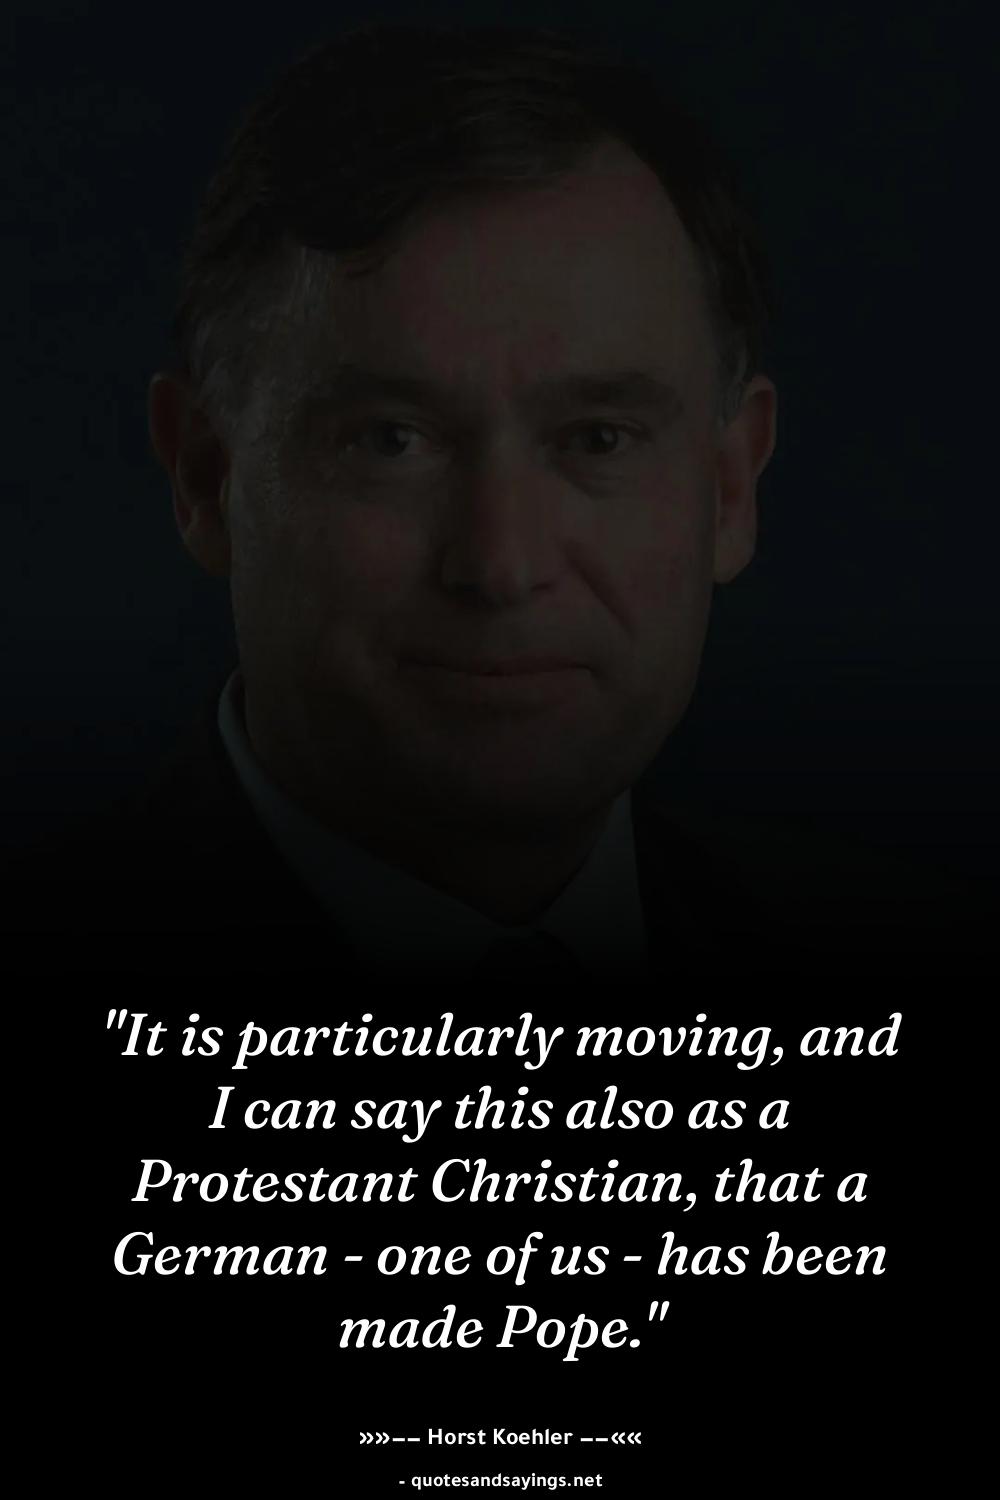 "It is particularly moving, and
I can say this also as a
Protestant Christian, that a
German - one of us - has been
made Pope."
»»–– Horst Koehler ––««
- quotesandsayings.net